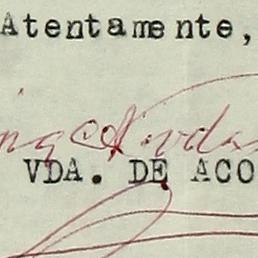 Atentamente,
VDA. DE ACO